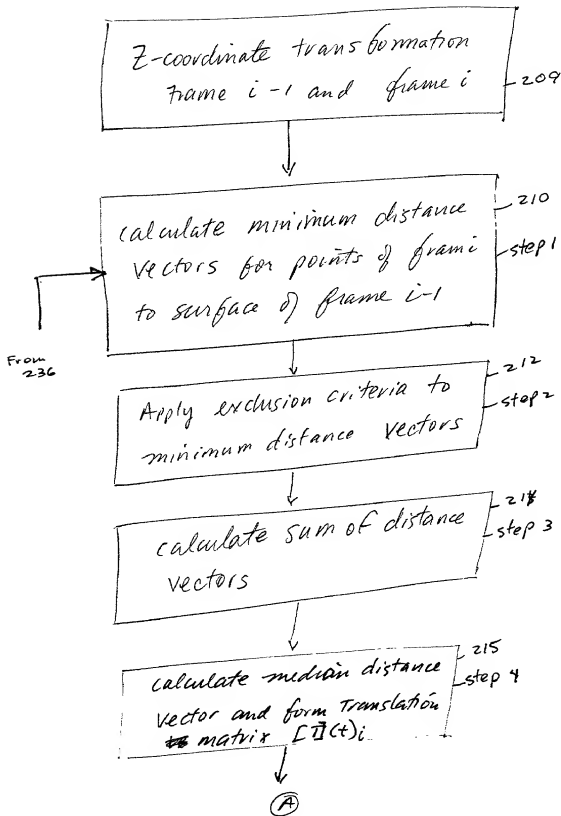 Z-coordinate transformation
Frame i-1 and frame i
209
calculate minimum distance
vectors for points of frame i
to surface of frame i-1
210
step 1
From
236
Apply exclusion criteria to
minimum distance vectors
212
step 2
calculate sum of distance
vectors
step 3
calculate median distance
vector and form Translation
matrix [T](t)i
215
step 4
A